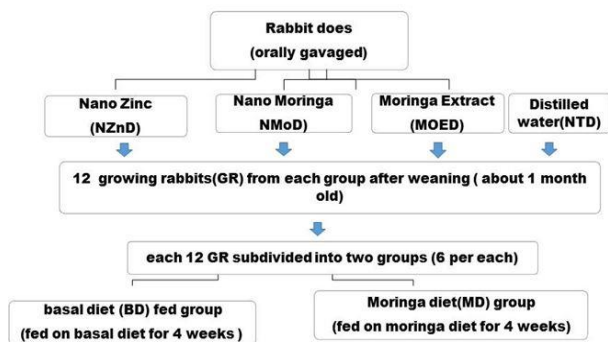 Rabbit does
(orally gavaged)
Nano Zinc
(NZnD)
Nano Moringa
NMoD)
Moringa Extract
(MOED)
Distilled
water(NTD)
12 growing rabbits(GR) from each group after weaning ( about 1 month
old)
each 12 GR subdivided into two groups (6 per each)
basal diet (BD) fed group
(fed on basal diet for 4 weeks )
Moringa diet(MD) group
(fed on moringa diet for 4 weeks)